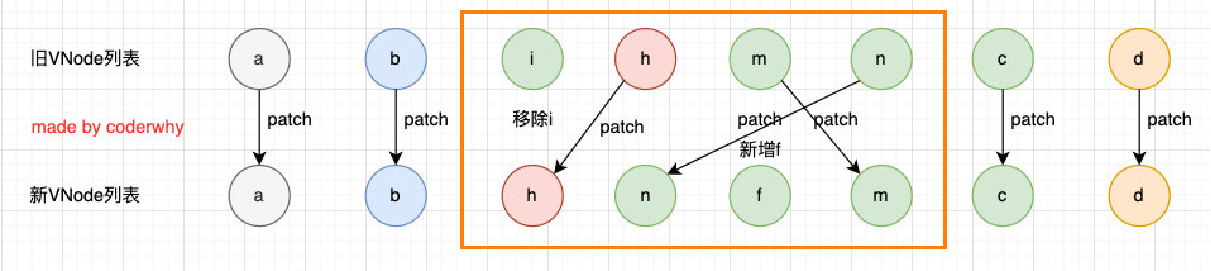 旧VNode列表 a b i h m n c d
patch patch 移除i patch patch patch patch patch
made by coderwhy
新增f
新VNode列表 a b h n f m c d